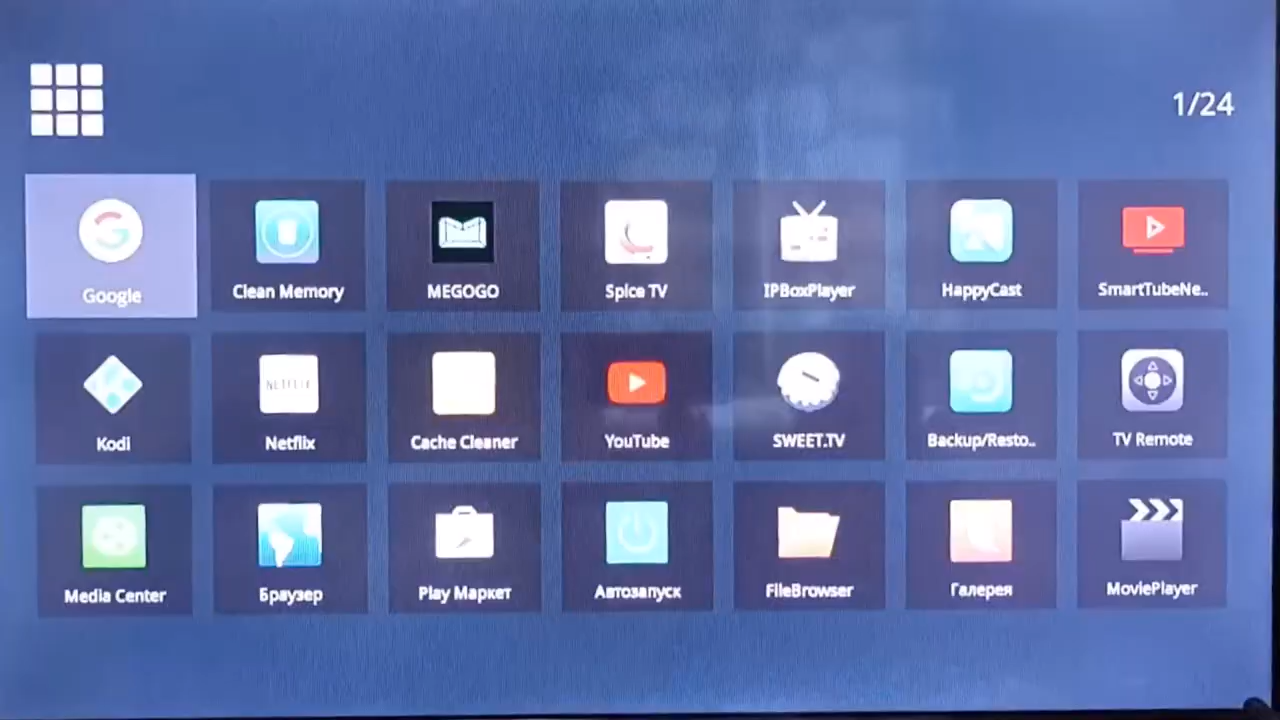 1/24
Google
Clean Memory
MEGOGO
Spice TV
IPBoxPlayer
HappyCast
SmartTubeNe..
NETFLIX
Kodi
Netflix
Cache Cleaner
YouTube
SWEET.TV
Backup/Resto..
TV Remote
Media Center
Браузер
Play Маркет
Автозапуск
FileBrowser
Галерея
MoviePlayer